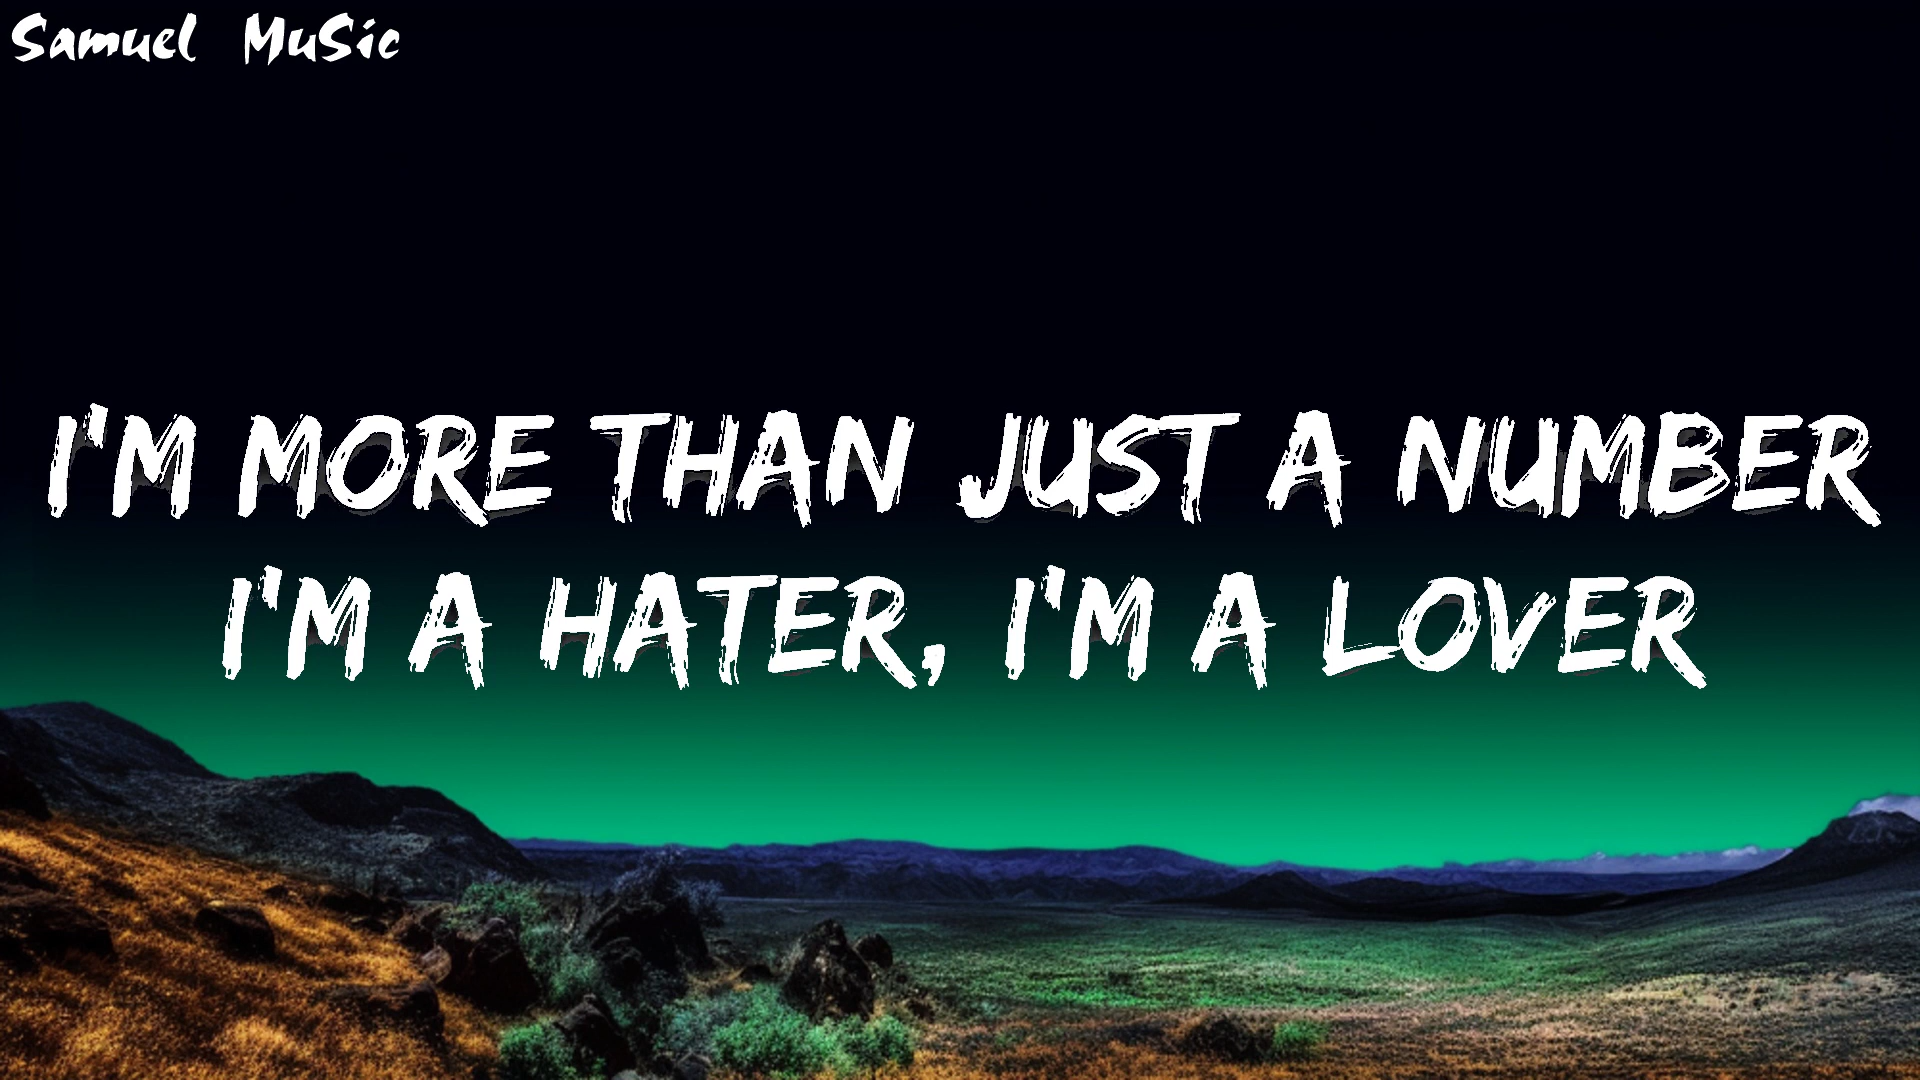 Samuel MuSic
I'M MORE THAN JUST A NUMBER
I'M A HATER, I'M A LOVER